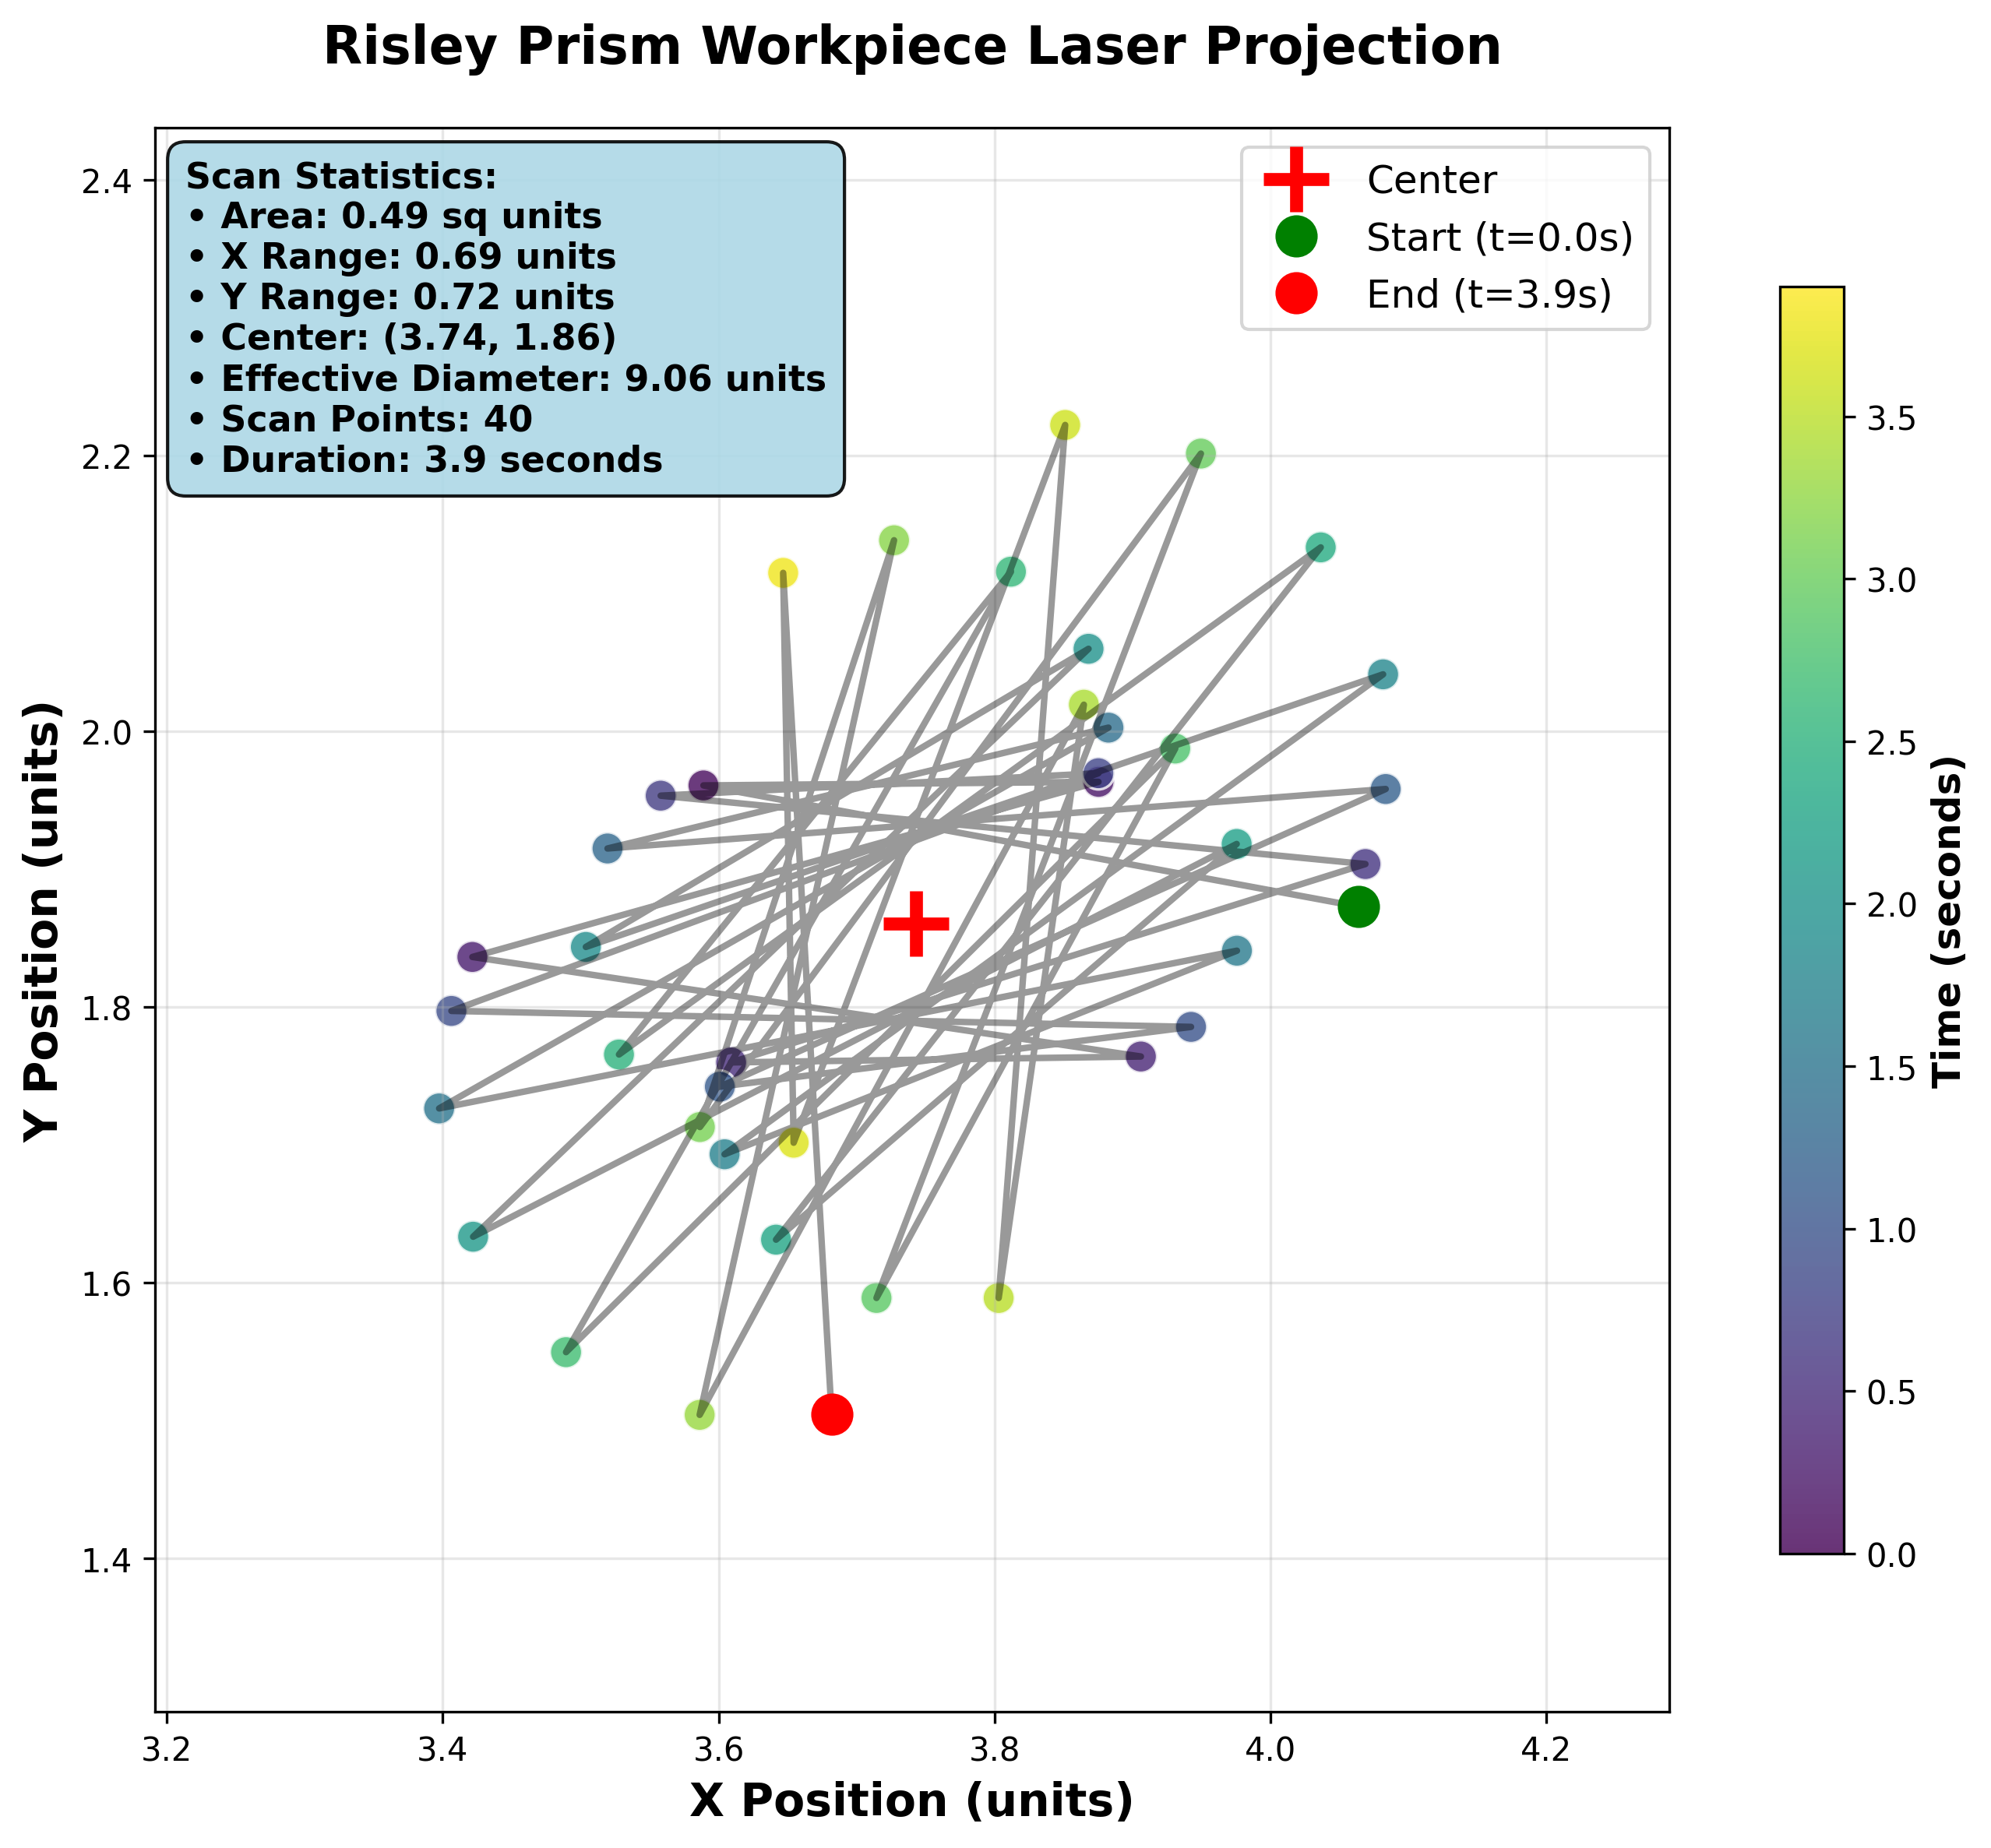 Risley Prism Workpiece Laser Projection
Scan Statistics:
• Area: 0.49 sq units
• X Range: 0.69 units
• Y Range: 0.72 units
• Center: (3.74, 1.86)
• Effective Diameter: 9.06 units
• Scan Points: 40
• Duration: 3.9 seconds
Center
Start (t=0.0s)
End (t=3.9s)
2.4
2.2
2.0
1.8
1.6
1.4
Y Position (units)
3.2
3.4
3.6
3.8
4.0
4.2
X Position (units)
3.5
3.0
2.5
2.0
1.5
1.0
0.5
0.0
Time (seconds)